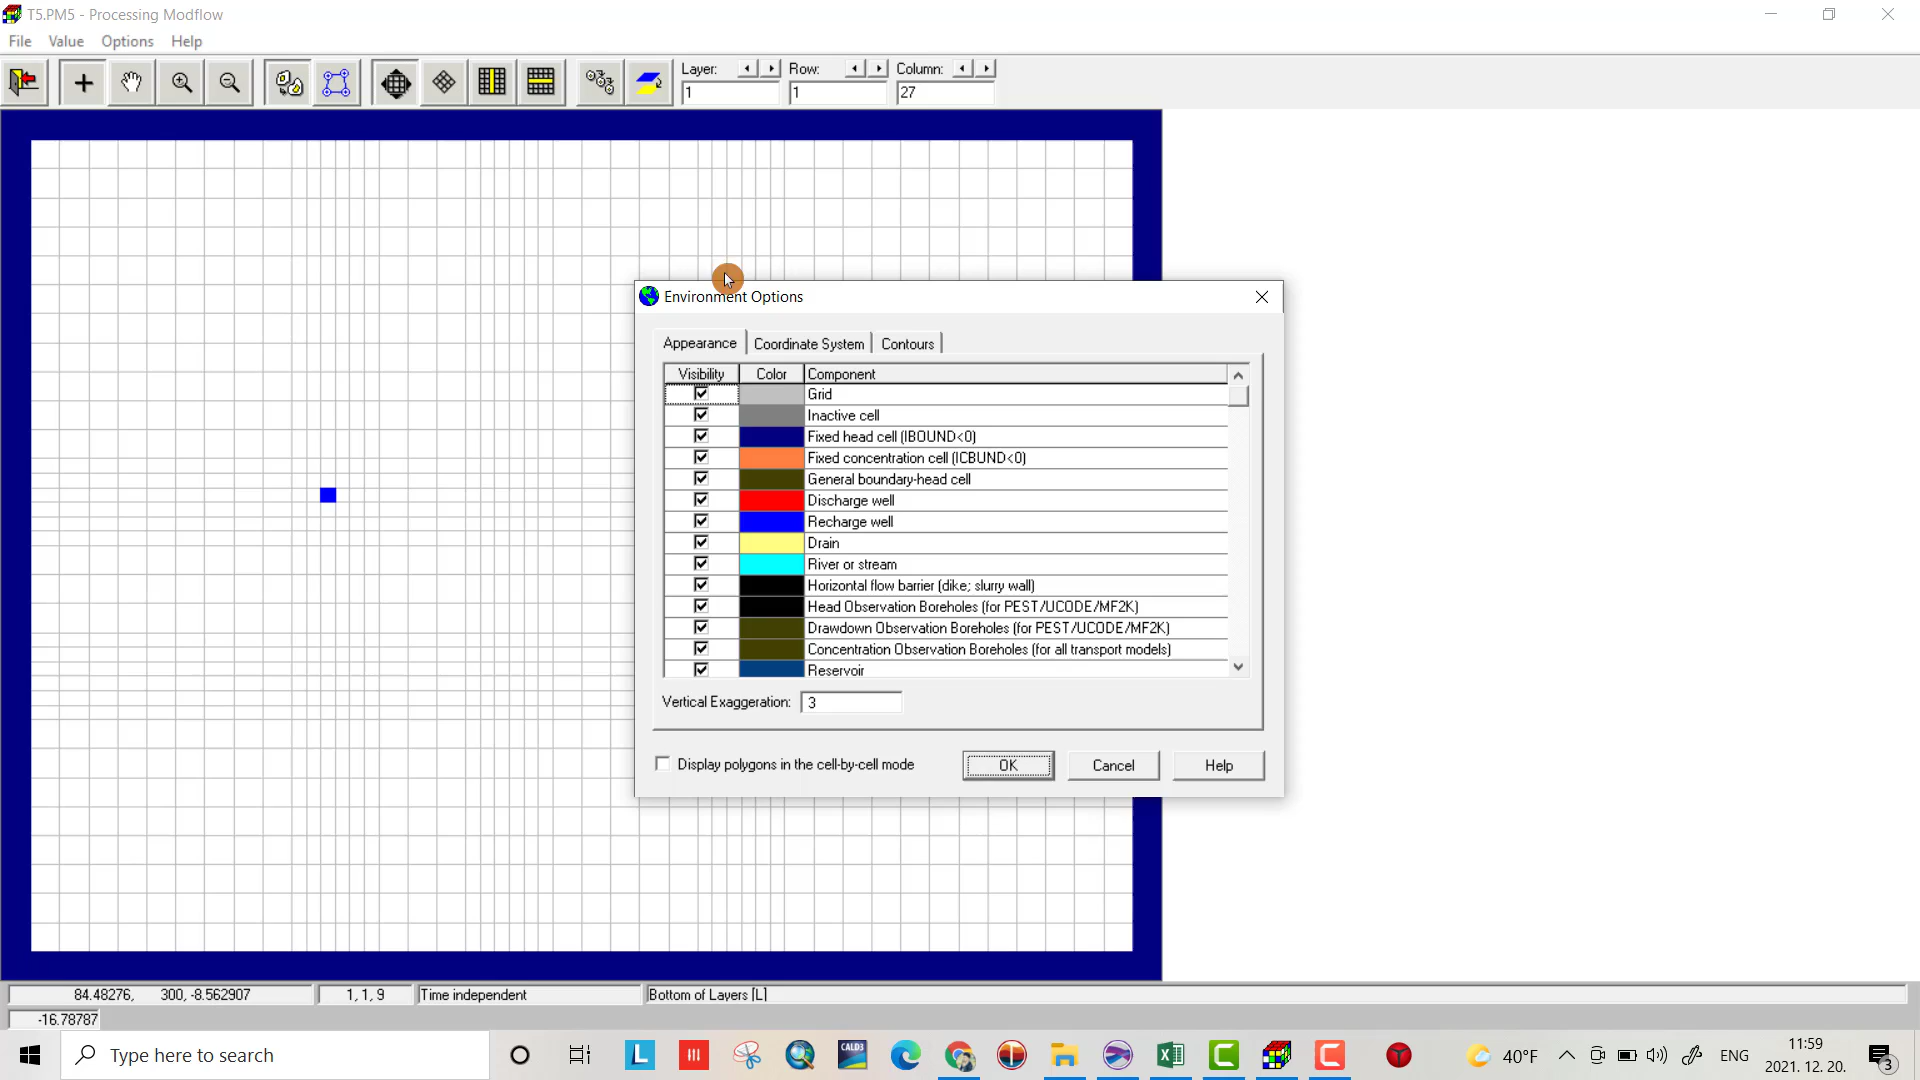 T5.PM5 - Processing Modflow
File Value Options Help
Layer: Row: Column:
1 1 27
Environment Options
Appearance Coordinate System Contours
Visibility Color Component
Grid
Inactive cell
Fixed head cell (IBOUND<0)
Fixed concentration cell (ICBUND<0)
General boundary-head cell
Discharge well
Recharge well
Drain
River or stream
Horizontal flow barrier (dike; slurry wall)
Head Observation Boreholes (for PEST/UCODE/MF2K)
Drawdown Observation Boreholes (for PEST/UCODE/MF2K)
Concentration Observation Boreholes (for all transport models)
Reservoir
Vertical Exaggeration: 3
Display polygons in the cell-by-cell mode OK Cancel Help
84.48276, 300, -8.562907 1, 1, 9 Time independent Bottom of Layers [L]
-16.78787
Type here to search L CALD3 40°F ENG 11:59
2021. 12. 20. 3